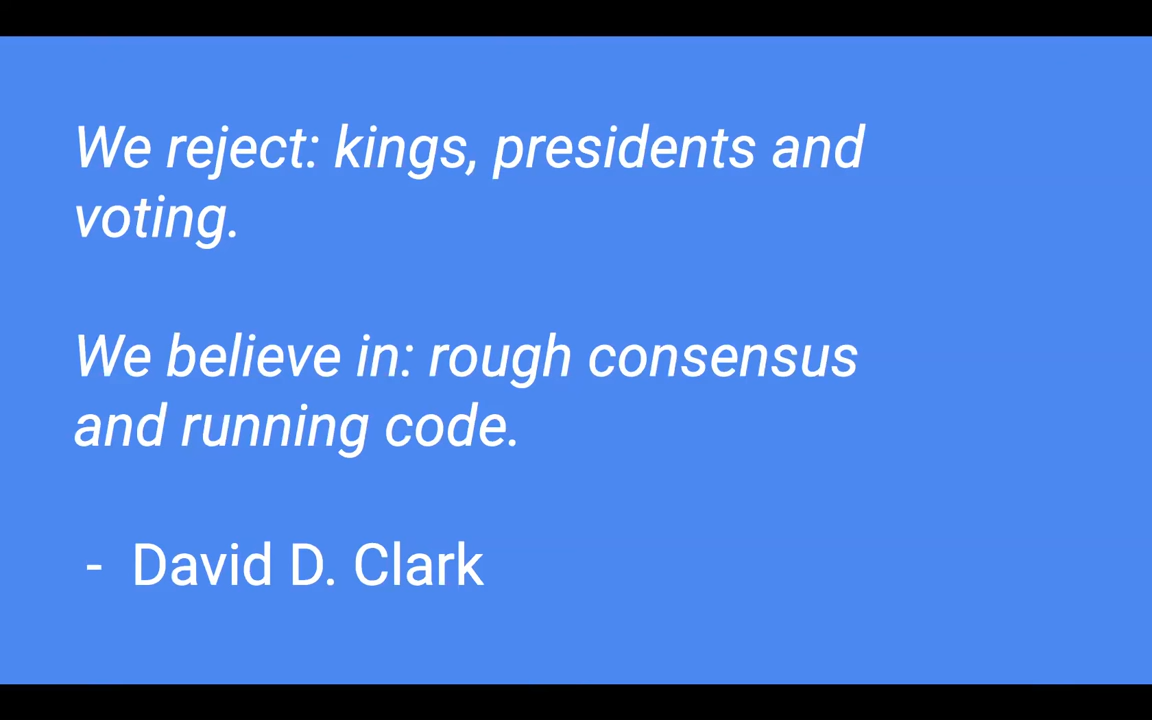 We reject: kings, presidents and
voting.
We believe in: rough consensus
and running code.
- David D. Clark